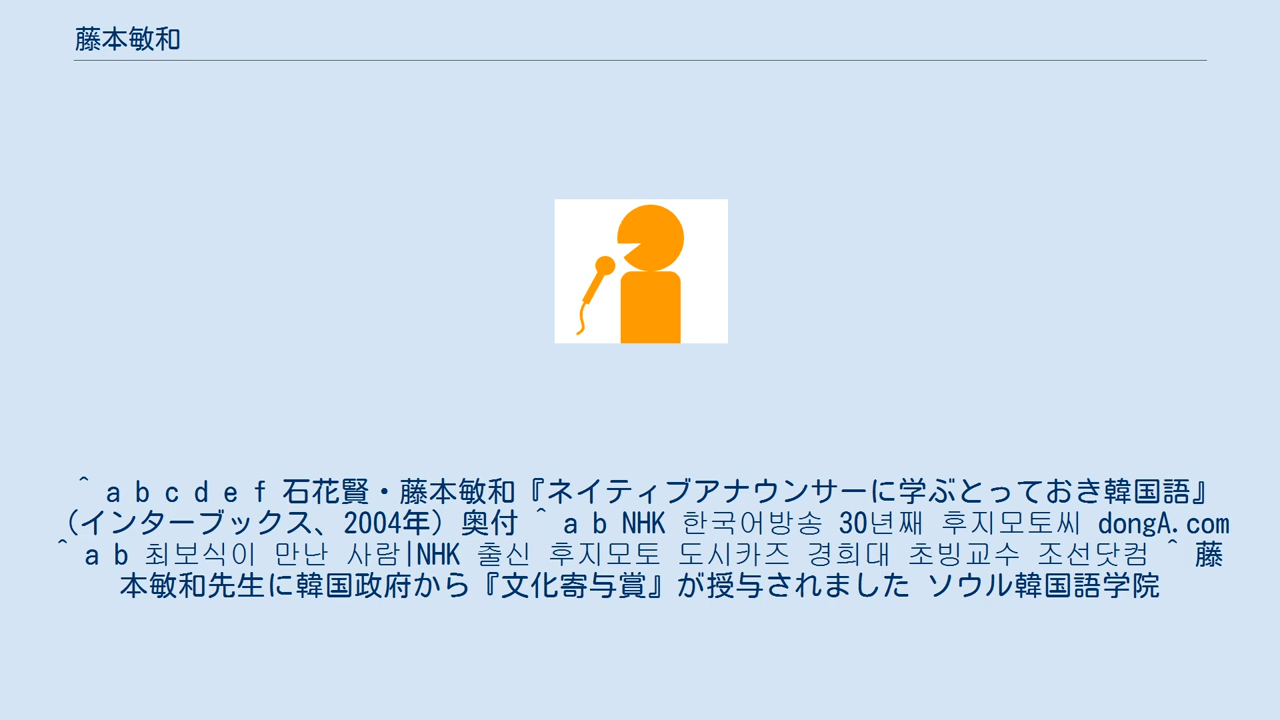 藤本敏和
^ a b c d e f 石花賢・藤本敏和『ネイティブアナウンサーに学ぶとっておき韓国語』
（インターブックス、2004年）奥付 ^ a b NHK 한국어방송 30년째 후지모토씨 dongA.com
^ a b 최보식이 만난 사람|NHK 출신 후지모토 도시카즈 경희대 초빙교수 조선닷컴 ^ 藤
本敏和先生に韓国政府から『文化寄与賞』が授与されました ソウル韓国語学院